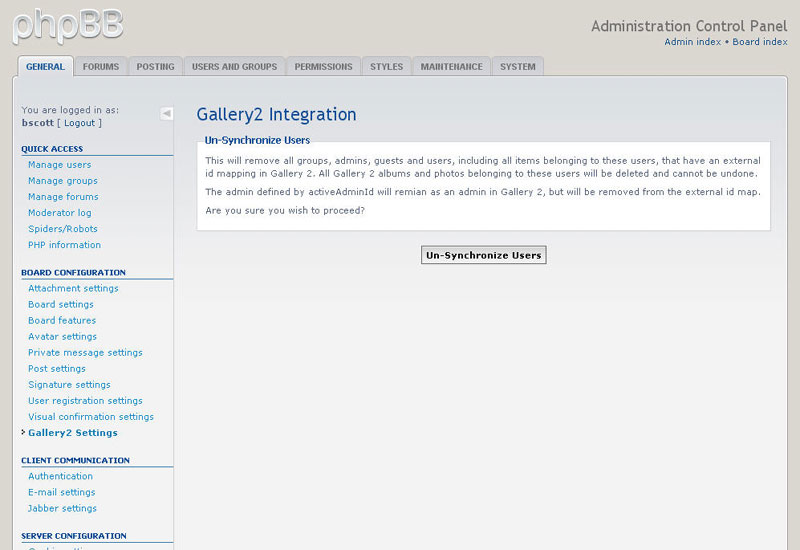 phpBB
Administration Control Panel
Admin index • Board index
GENERAL FORUMS POSTING USERS AND GROUPS PERMISSIONS STYLES MAINTENANCE SYSTEM
You are logged in as:
bscott [ Logout ]
QUICK ACCESS
Manage users
Manage groups
Manage forums
Moderator log
Spiders/Robots
PHP information
BOARD CONFIGURATION
Attachment settings
Board settings
Board features
Avatar settings
Private message settings
Post settings
Signature settings
User registration settings
Visual confirmation settings
Gallery2 Settings
CLIENT COMMUNICATION
Authentication
E-mail settings
Jabber settings
SERVER CONFIGURATION
Gallery2 Integration
Un-Synchronize Users
This will remove all groups, admins, guests and users, including all items belonging to these users, that have an external
id mapping in Gallery 2. All Gallery 2 albums and photos belonging to these users will be deleted and cannot be undone.
The admin defined by activeAdminId will remian as an admin in Gallery 2, but will be removed from the external id map.
Are you sure you wish to proceed?
Un-Synchronize Users